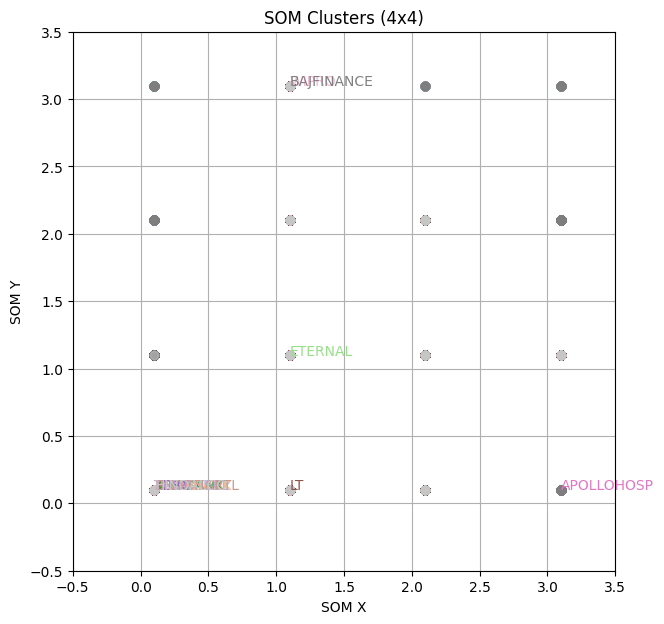 SOM Clusters (4x4)
3.5
BAJFINANCE
3.0
2.5
2.0
SOM Y
1.5
ETERNAL
1.0
0.5
LT
APOLLOHOSP
0.0
−0.5
−0.5 0.0 0.5 1.0 1.5 2.0 2.5 3.0 3.5
SOM X